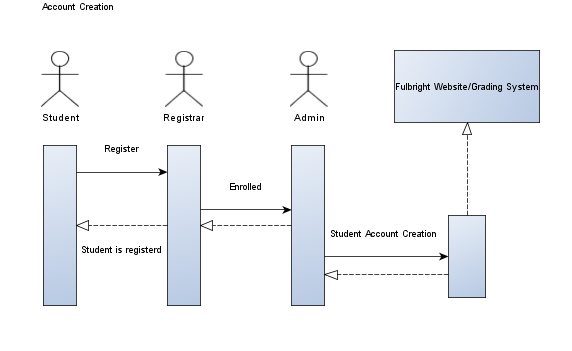 Account Creation
Student
Registrar
Admin
Fulbright Website/Grading System
Register
Enrolled
Student is registerd
Student Account Creation